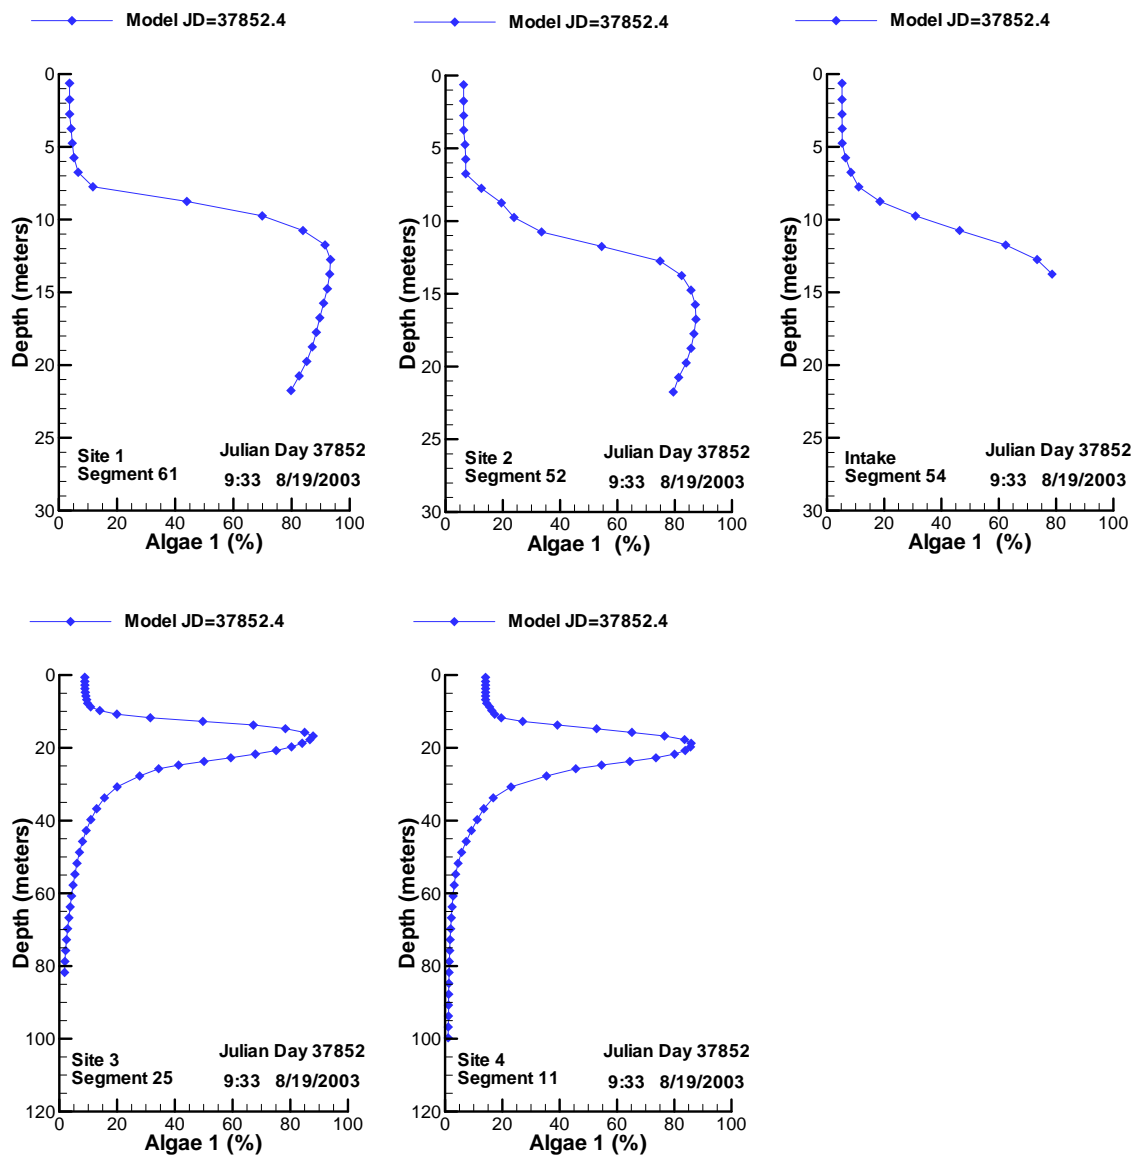 Model JD=37852.4
0
5
10
15
20
25
30
Depth (meters)
Site 1
Segment 61
Julian Day 37852
9:33 8/19/2003
0 20 40 60 80 100
Algae 1 (%)
Model JD=37852.4
0
5
10
15
20
25
30
Depth (meters)
Site 2
Segment 52
Julian Day 37852
9:33 8/19/2003
0 20 40 60 80 100
Algae 1 (%)
Model JD=37852.4
0
5
10
15
20
25
30
Depth (meters)
Intake
Segment 54
Julian Day 37852
9:33 8/19/2003
0 20 40 60 80 100
Algae 1 (%)
Model JD=37852.4
0
20
40
60
80
100
120
Depth (meters)
Site 3
Segment 25
Julian Day 37852
9:33 8/19/2003
0 20 40 60 80 100
Algae 1 (%)
Model JD=37852.4
0
20
40
60
80
100
120
Depth (meters)
Site 4
Segment 11
Julian Day 37852
9:33 8/19/2003
0 20 40 60 80 100
Algae 1 (%)